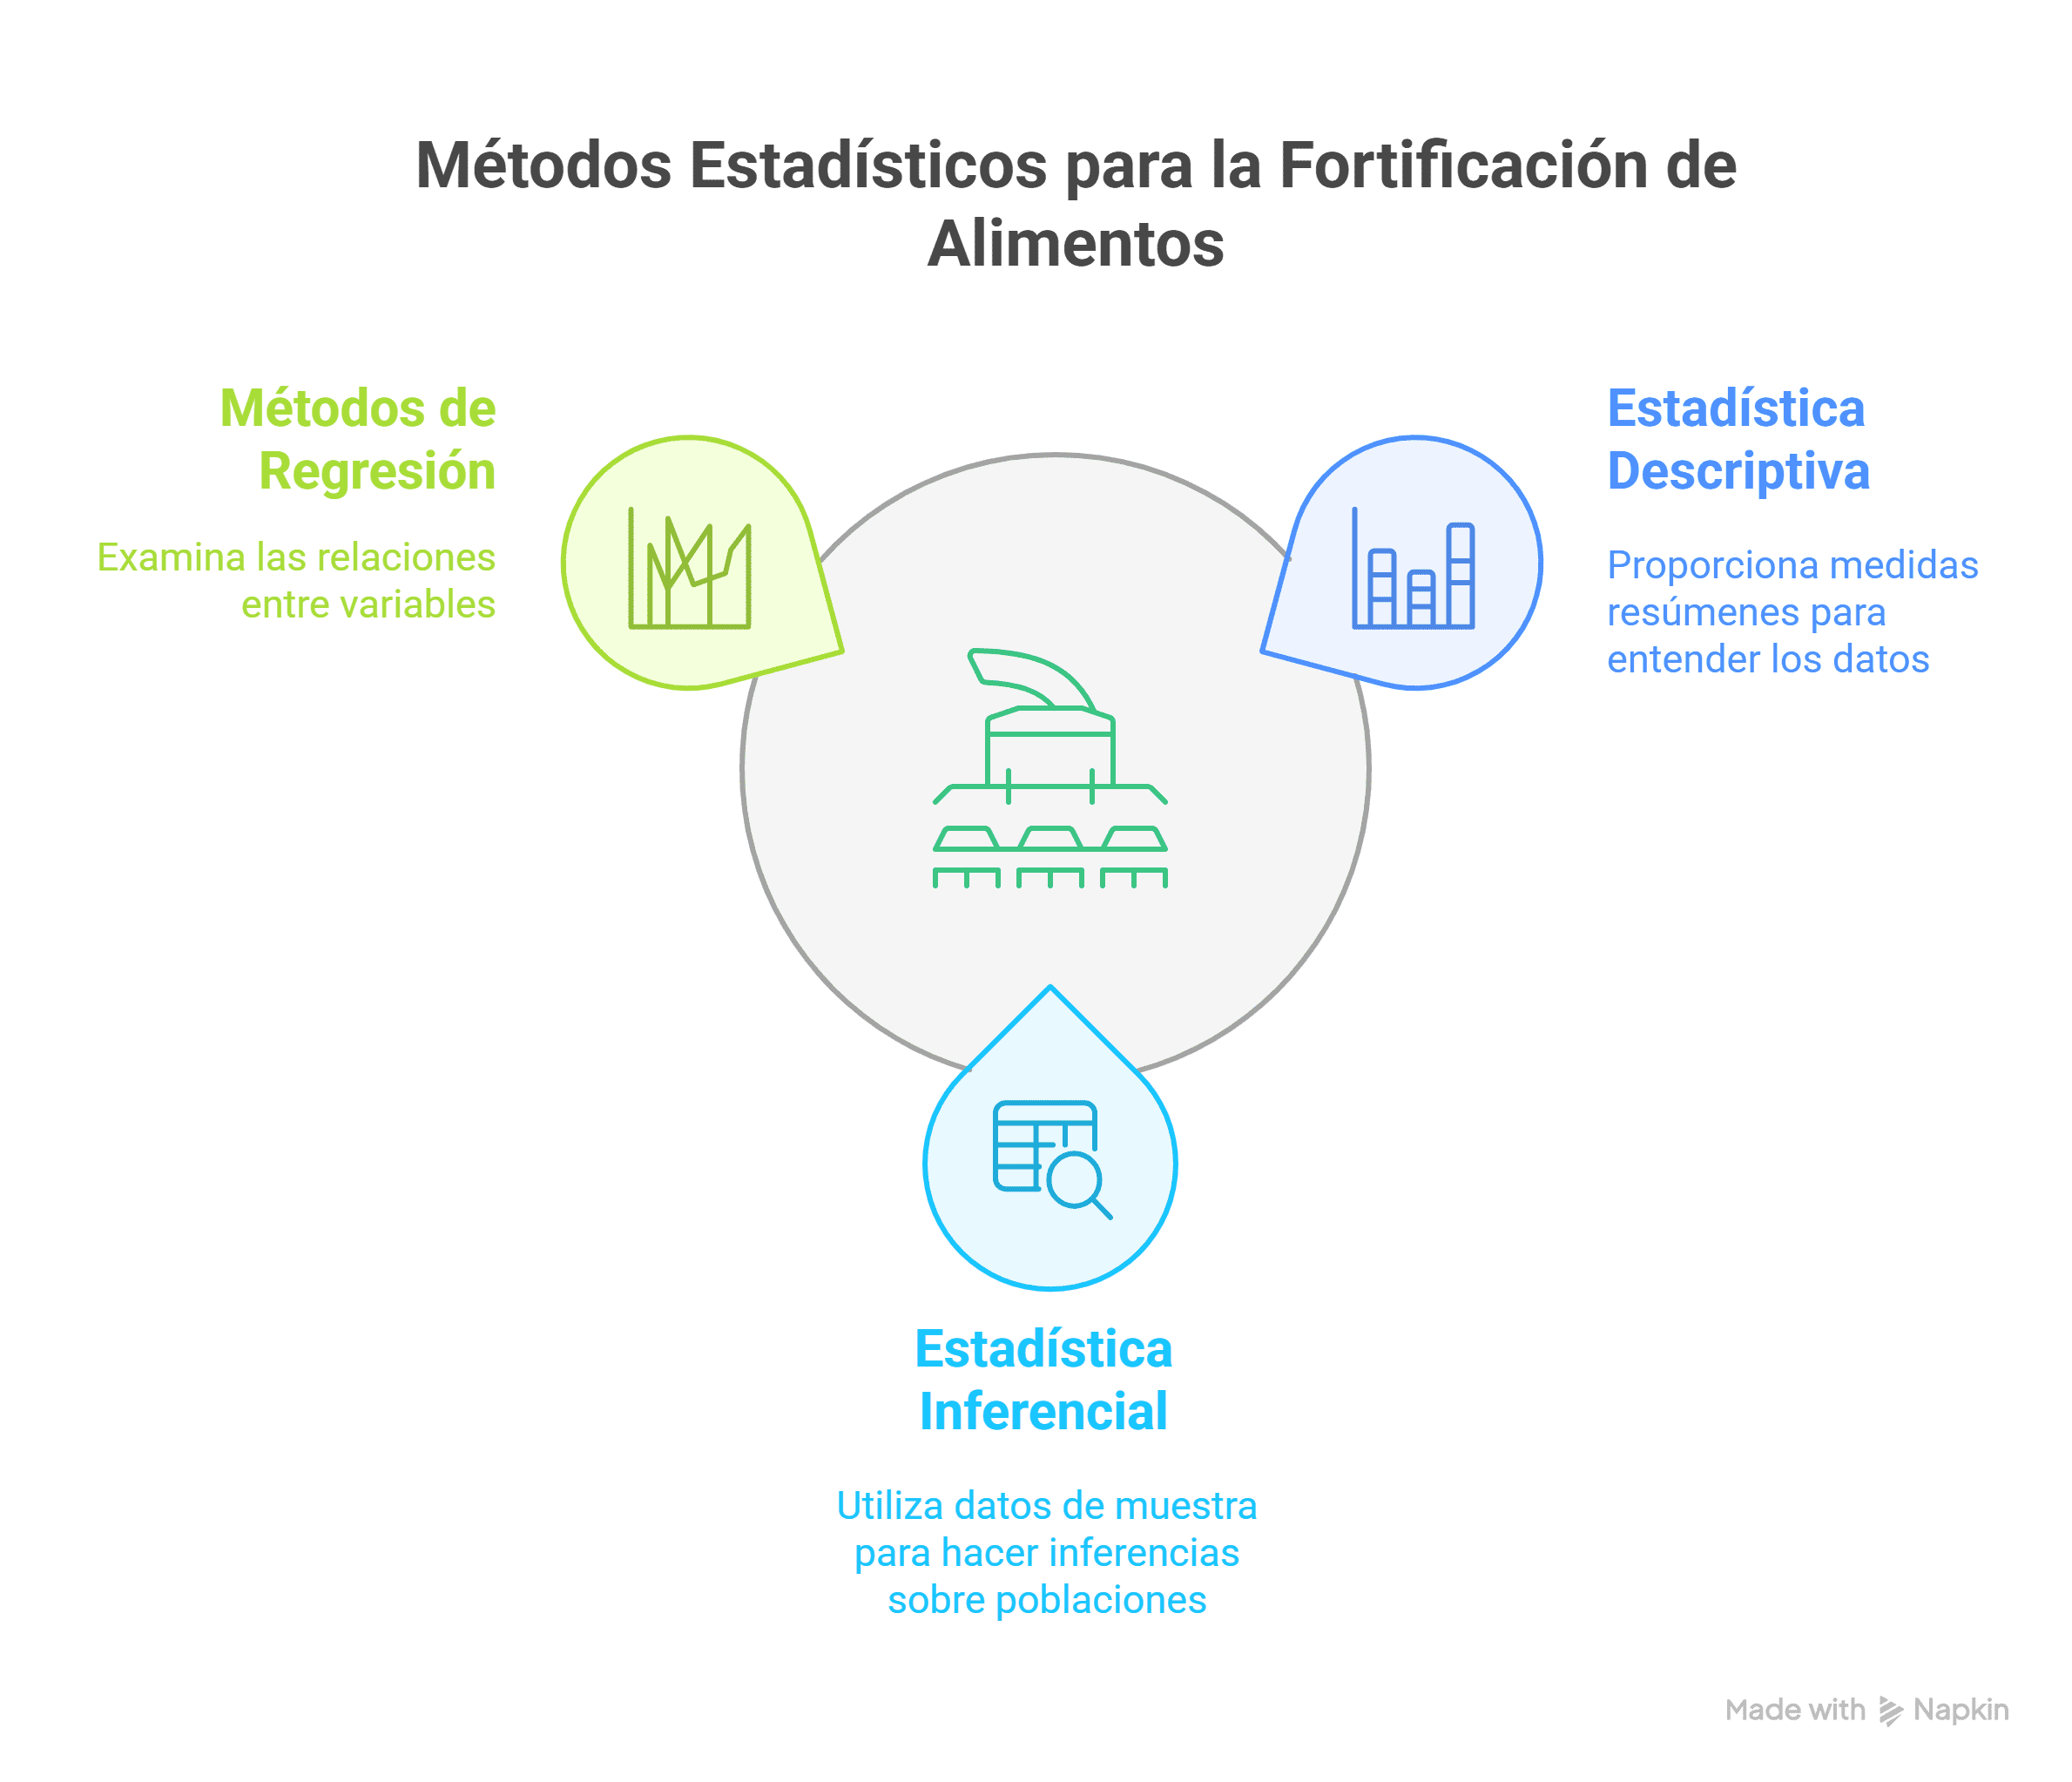 Métodos Estadísticos para la Fortificación de
Alimentos
Métodos de
Regresión
Examina las relaciones
entre variables
Estadística
Descriptiva
Proporciona medidas
resúmenes para
entender los datos
Estadística
Inferencial
Utiliza datos de muestra
para hacer inferencias
sobre poblaciones
Made with Napkin